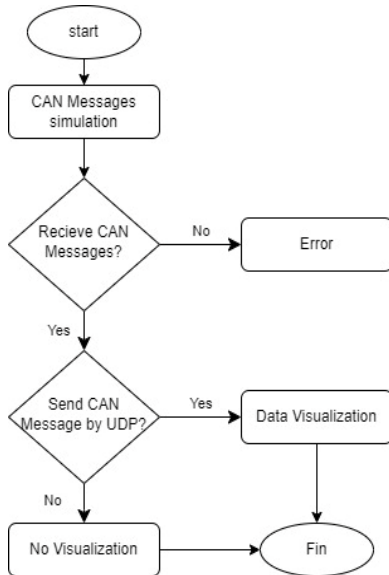 start
CAN Messages
simulation
Recieve CAN
Messages?
No
Error
Yes
Send CAN
Message by UDP?
Yes
Data Visualization
No
No Visualization
Fin